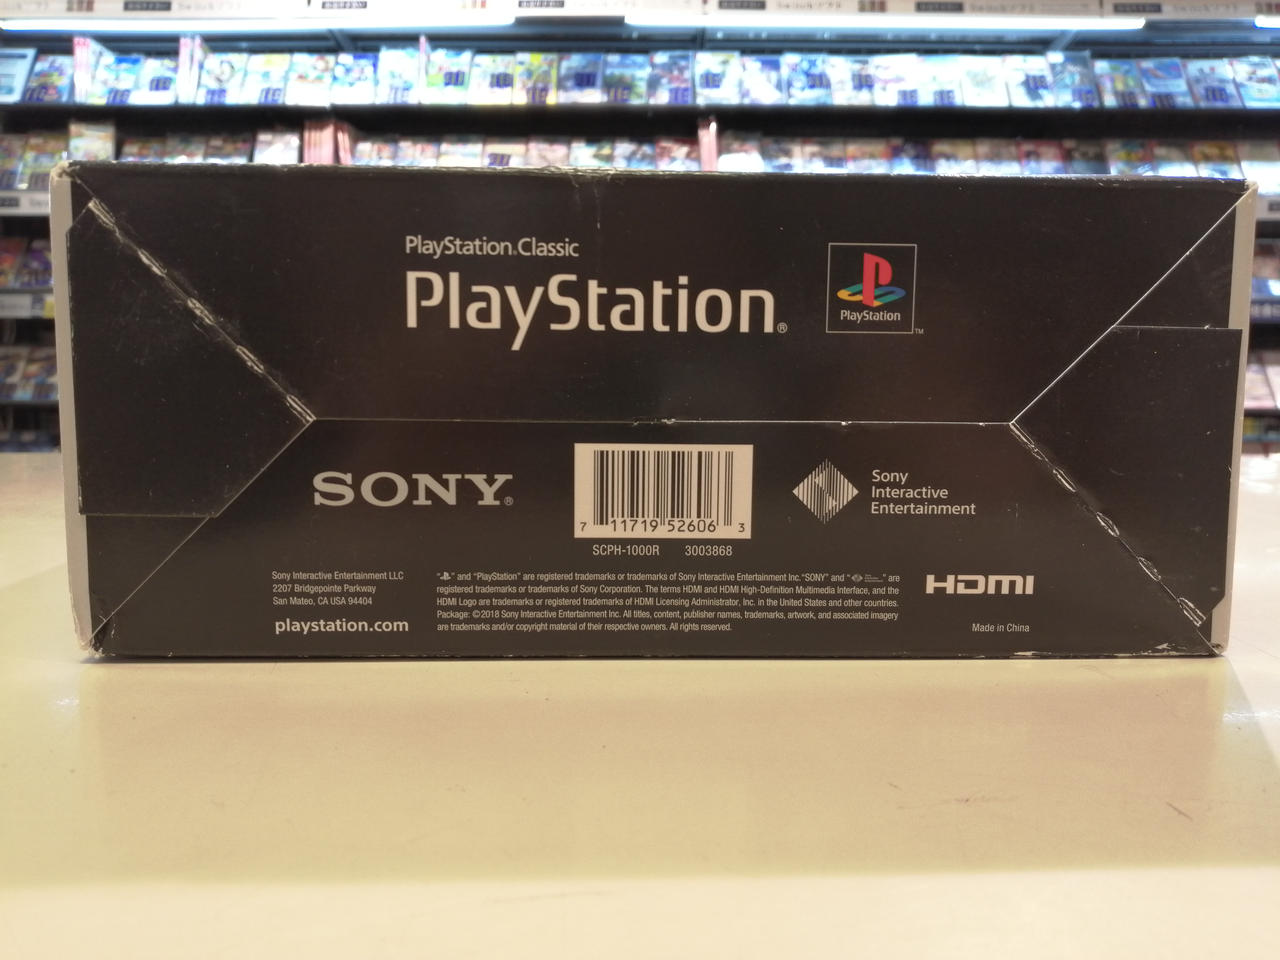 PlayStation.Classic
PlayStation®
PlayStation
TM
SONY®
7 11719 52606 3
SCPH-1000R 3003868
Sony
Interactive
Entertainment
Sony Interactive Entertainment LLC
2207 Bridgepointe Parkway
San Mateo, CA USA 94404
playstation.com
" " and "PlayStation" are registered trademarks or trademarks of Sony Interactive Entertainment Inc. "SONY" and " " are
registered trademarks or trademarks of Sony Corporation. The terms HDMI and HDMI High-Definition Multimedia Interface, and the
HDMI Logo are trademarks or registered trademarks of HDMI Licensing Administrator, Inc. in the United States and other countries.
Package: ©2018 Sony Interactive Entertainment Inc. All titles, content, publisher names, trademarks, artwork, and associated imagery
are trademarks and/or copyright material of their respective owners. All rights reserved.
HDMI
Made in China